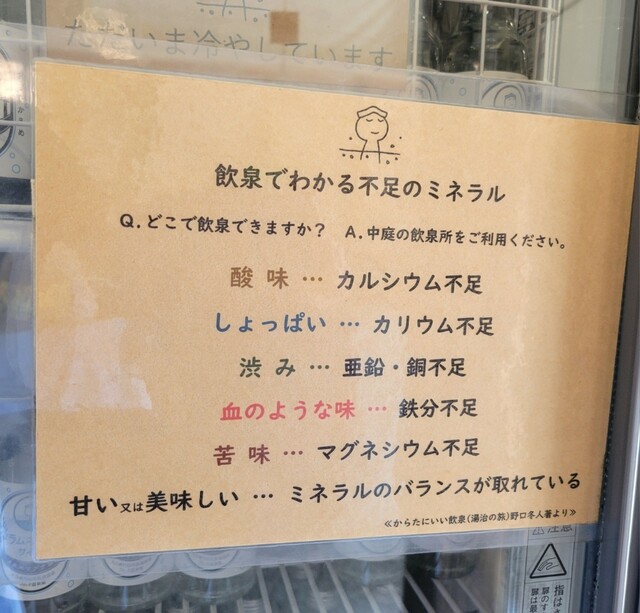 ただいま冷やしています
飲泉でわかる不足のミネラル
Q.どこで飲泉できますか? A.中庭の飲泉所をご利用ください。
酸味…カルシウム不足
しょっぱい…カリウム不足
渋み…亜鉛・銅不足
血のような味…鉄分不足
苦味…マグネシウム不足
甘い又は美味しい…ミネラルのバランスが取れている
≪からだにいい飲泉(湯治の旅)野口冬人著より≫
注意